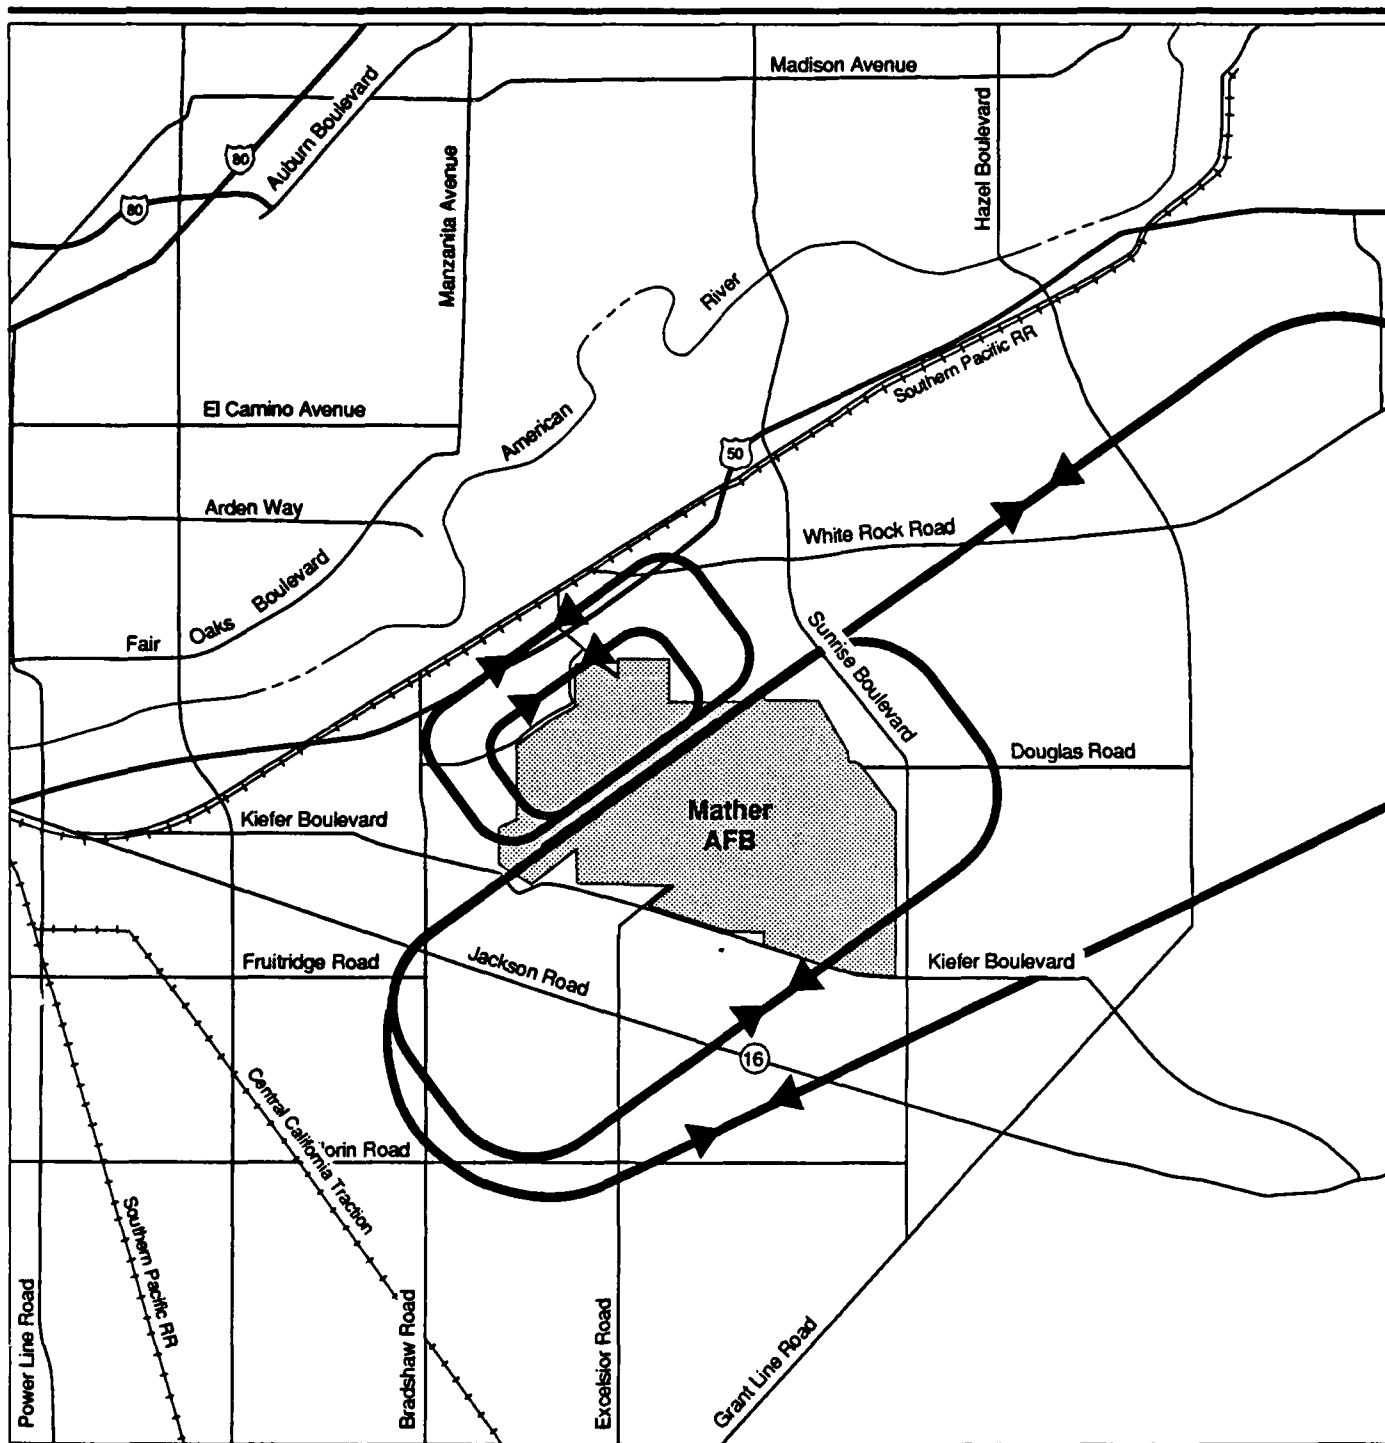 Madison Avenue
80
Auburn Boulevard
80
Manzanita Avenue
Hazel Boulevard
River
Southern Pacific RR
El Camino Avenue
American
50
Arden Way
White Rock Road
Fair Oaks Boulevard
Sunrise Boulevard
Douglas Road
Kiefer Boulevard
Mather
AFB
Fruitridge Road
Jackson Road
Kiefer Boulevard
16
Central California Traction
orin Road
Southern Pacific RR
Power Line Road
Bradshaw Road
Excelsior Road
Grant Line Road